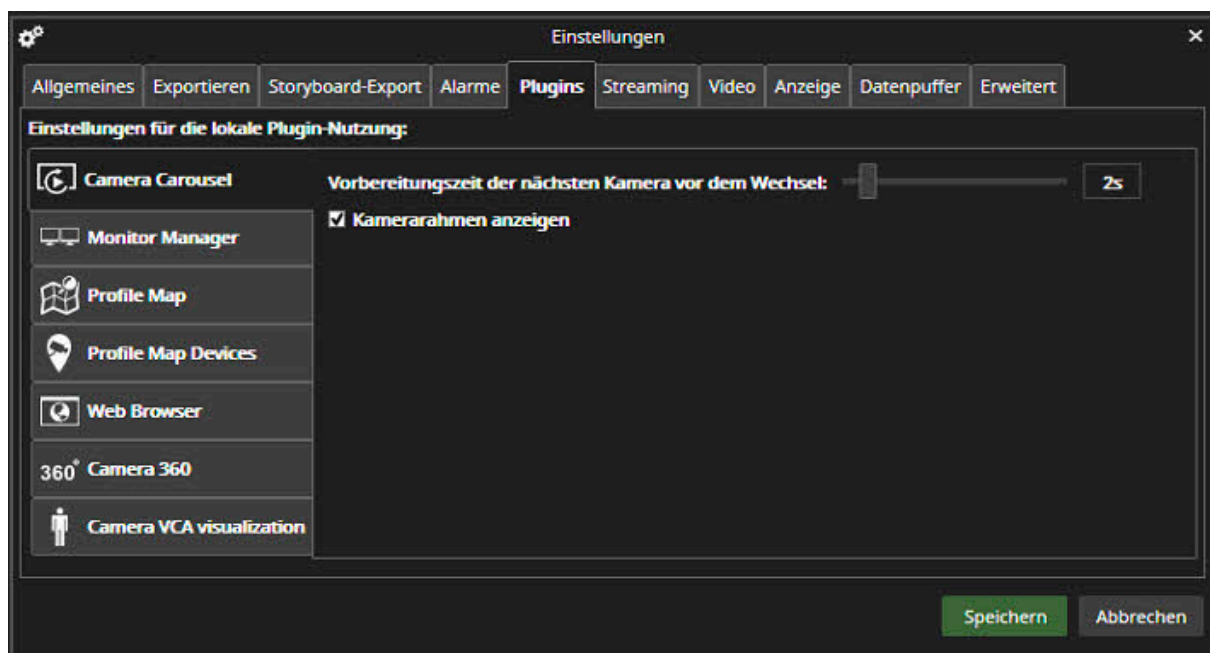 Einstellungen
Allgemeines Exportieren Storyboard-Export Alarme Plugins Streaming Video Anzeige Datenpuffer Erweitert
Einstellungen für die lokale Plugin-Nutzung:
Camera Carousel
Vorbereitungszeit der nächsten Kamera vor dem Wechsel: 2s
Kamerarahmen anzeigen
Monitor Manager
Profile Map
Profile Map Devices
Web Browser
360° Camera 360
Camera VCA visualization
Speichern Abbrechen